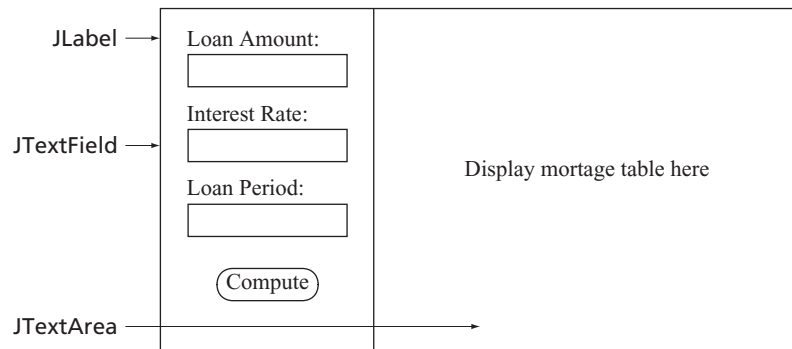 JLabel
Loan Amount:
Interest Rate:
JTextField
Loan Period:
Display mortage table here
Compute
JTextArea